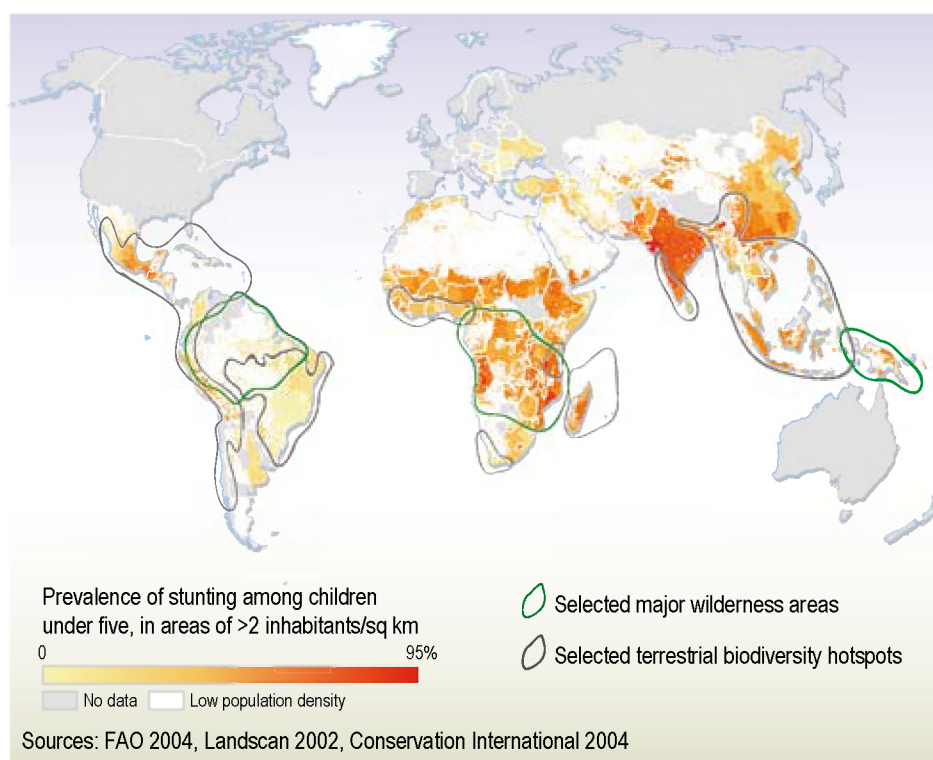 Prevalence of stunting among children
under five, in areas of >2 inhabitants/sq km
0 95%
No data Low population density
Selected major wilderness areas
Selected terrestrial biodiversity hotspots
Sources: FAO 2004, Landscan 2002, Conservation International 2004